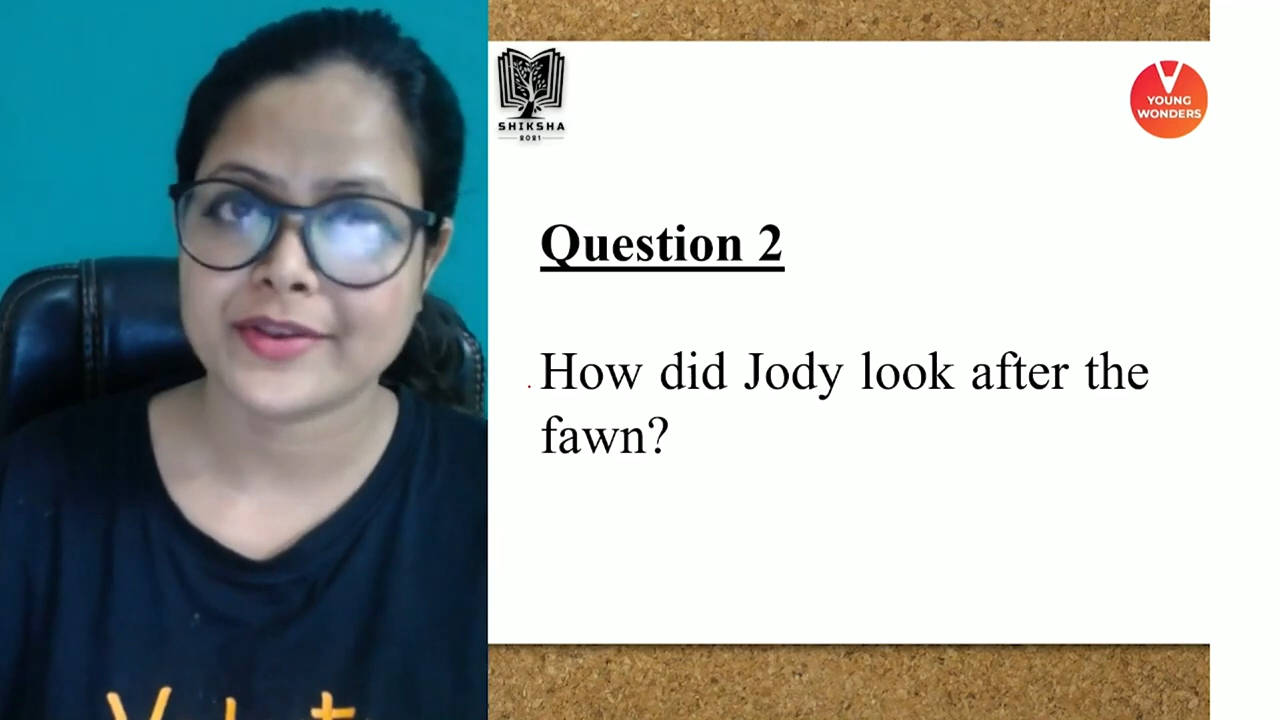 SHIKSHA
2021
YOUNG
WONDERS
Question 2
How did Jody look after the
fawn?